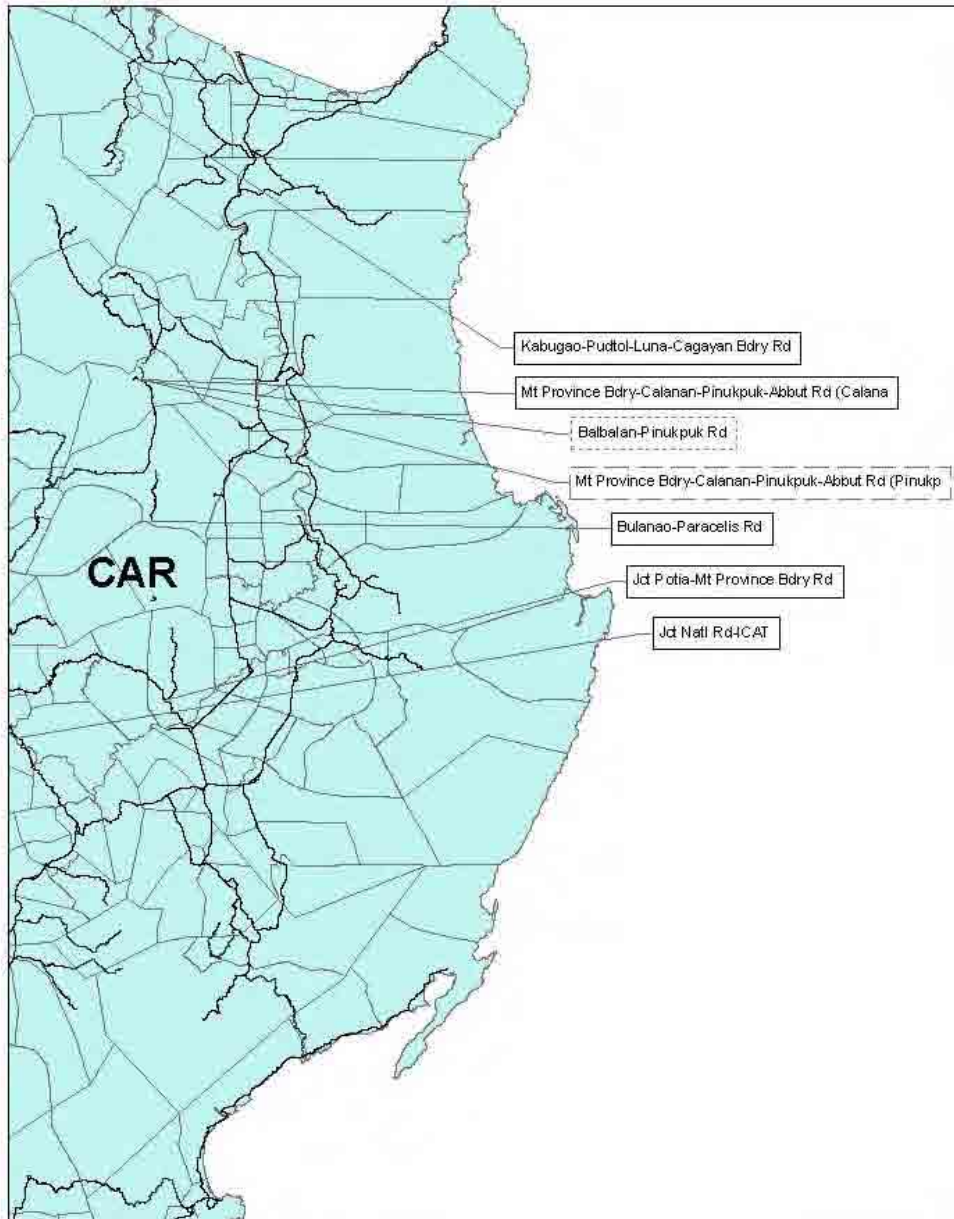 Kabugao-Pudtol-Luna-Cagayan Bdry Rd
Mt Province Bdry-Calanan-Pinukpuk-Abbut Rd (Calana
Balbalan-Pinukpuk Rd
Mt Province Bdry-Calanan-Pinukpuk-Abbut Rd (Pinukp
Bulanao-Paracelis Rd
CAR
Jct Potia-Mt Province Bdry Rd
Jct Natl Rd-ICAT